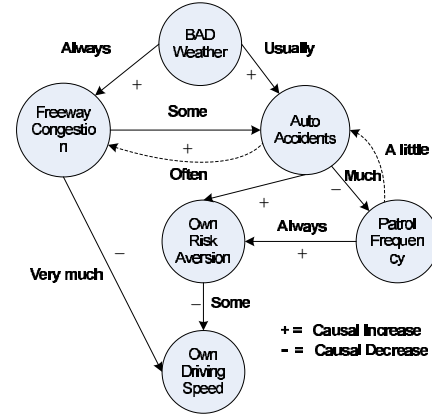 BAD
Weather
Always
Usually
+
+
Freeway
Congestio
n
Some
Auto
Accidents
+
Often
A little
−
Much
+
Own
Risk
Aversion
Always
+
Patrol
Frequen
cy
−
Very much
−
Some
Own
Driving
Speed
+ = Causal Increase
- = Causal Decrease